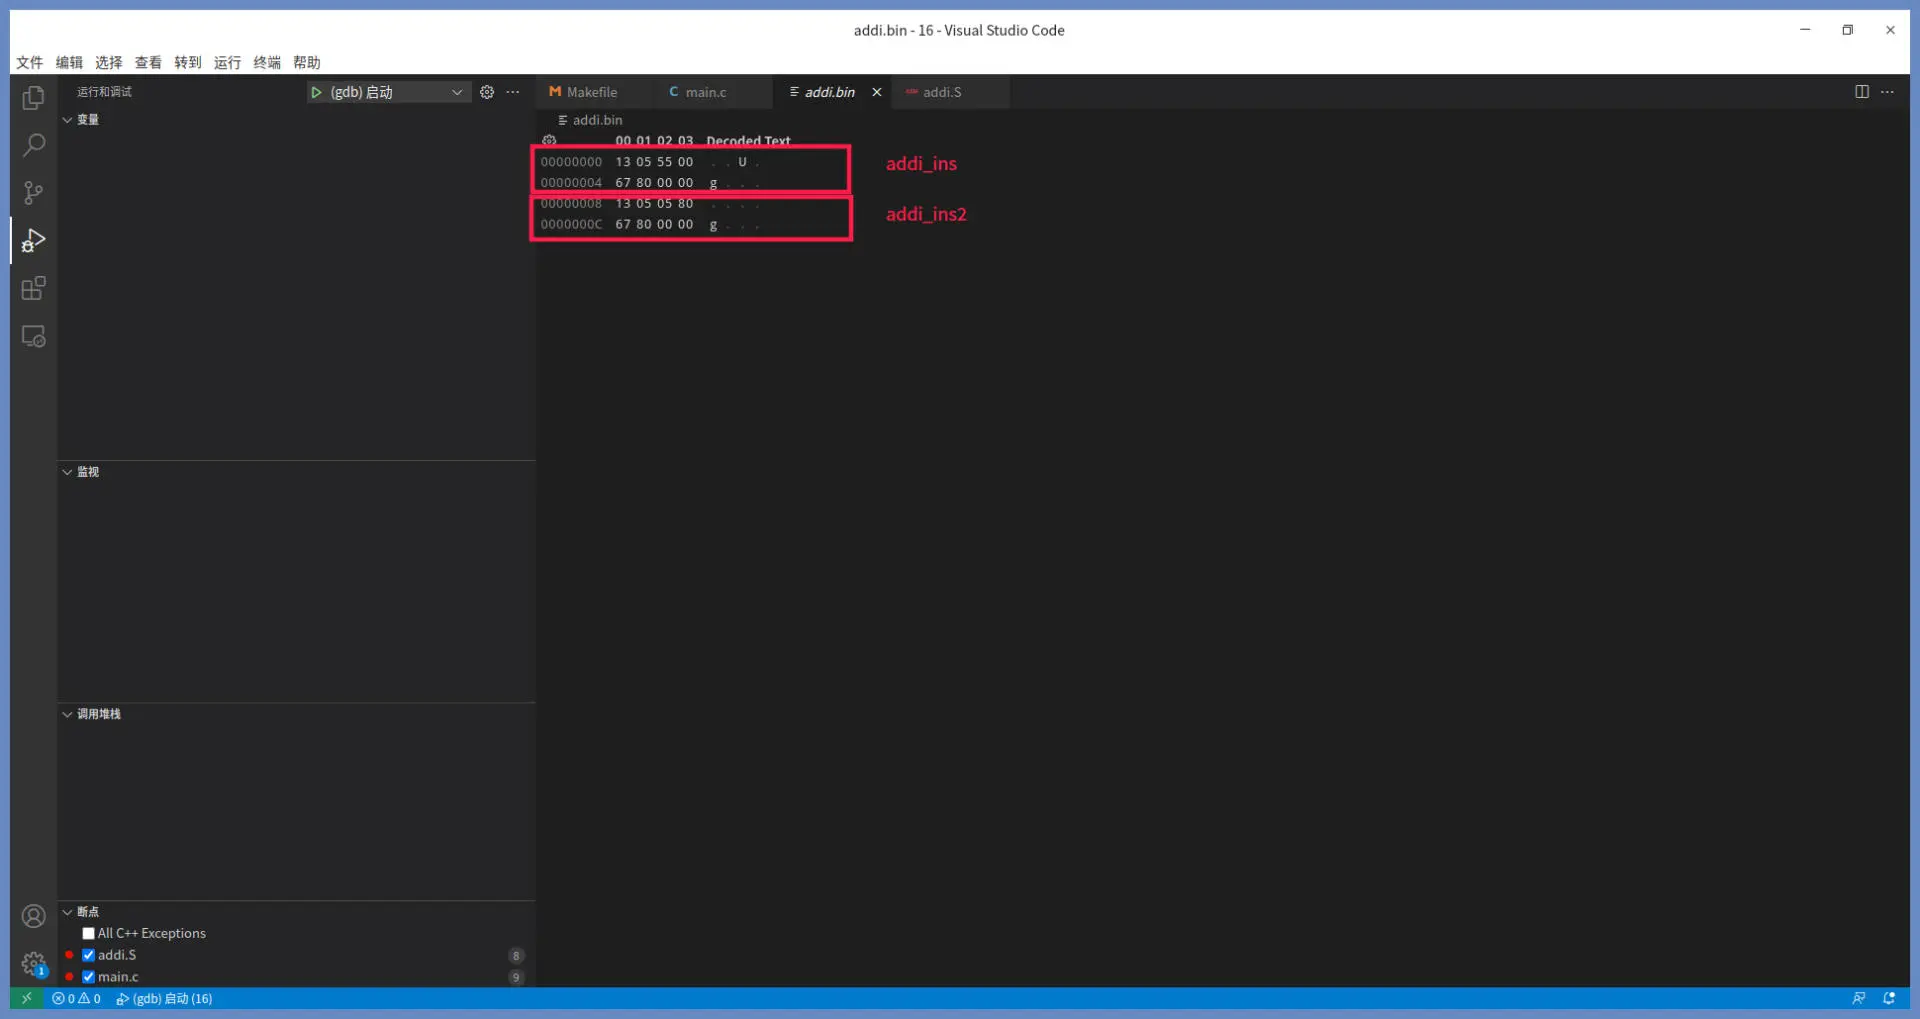 addi.bin - 16 - Visual Studio Code
文件 编辑 选择 查看 转到 运行 终端 帮助
运行和调试 (gdb) 启动 ···
Makefile main.c addi.bin addi.S
变量
addi.bin
00 01 02 03 Decoded Text
00000000 13 05 55 00 . . U .
00000004 67 80 00 00 g . . .
addi_ins
00000008 13 05 05 80 . . . .
0000000C 67 80 00 00 g . . .
addi_ins2
监视
调用堆栈
断点
All C++ Exceptions
addi.S 8
main.c 9
1
0 0 (gdb) 启动 (16)